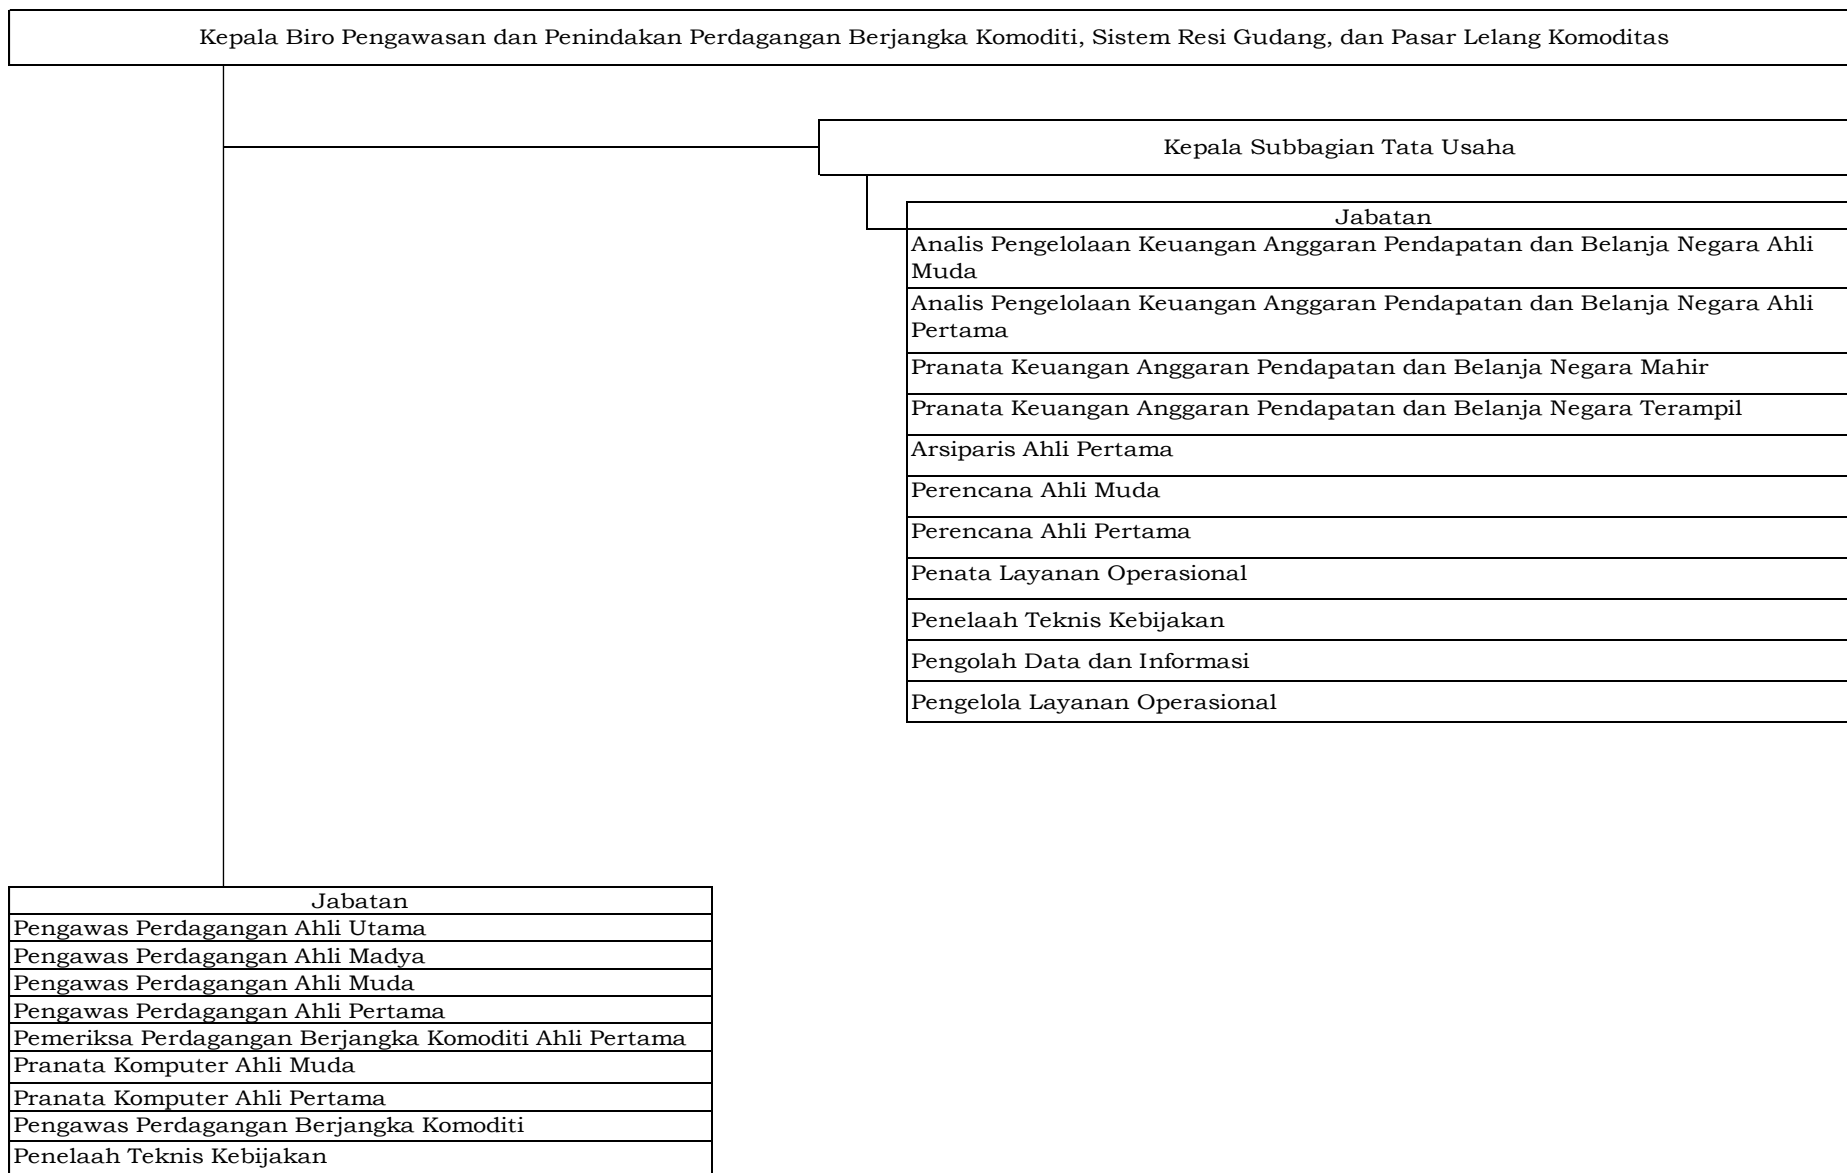 Kepala Biro Pengawasan dan Penindakan Perdagangan Berjangka Komoditi, Sistem Resi Gudang, dan Pasar Lelang Komoditas
Kepala Subbagian Tata Usaha
Jabatan
Analis Pengelolaan Keuangan Anggaran Pendapatan dan Belanja Negara Ahli
Muda
Analis Pengelolaan Keuangan Anggaran Pendapatan dan Belanja Negara Ahli
Pertama
Pranata Keuangan Anggaran Pendapatan dan Belanja Negara Mahir
Pranata Keuangan Anggaran Pendapatan dan Belanja Negara Terampil
Arsiparis Ahli Pertama
Perencana Ahli Muda
Perencana Ahli Pertama
Penata Layanan Operasional
Penelaah Teknis Kebijakan
Pengolah Data dan Informasi
Pengelola Layanan Operasional
Jabatan
Pengawas Perdagangan Ahli Utama
Pengawas Perdagangan Ahli Madya
Pengawas Perdagangan Ahli Muda
Pengawas Perdagangan Ahli Pertama
Pemeriksa Perdagangan Berjangka Komoditi Ahli Pertama
Pranata Komputer Ahli Muda
Pranata Komputer Ahli Pertama
Pengawas Perdagangan Berjangka Komoditi
Penelaah Teknis Kebijakan